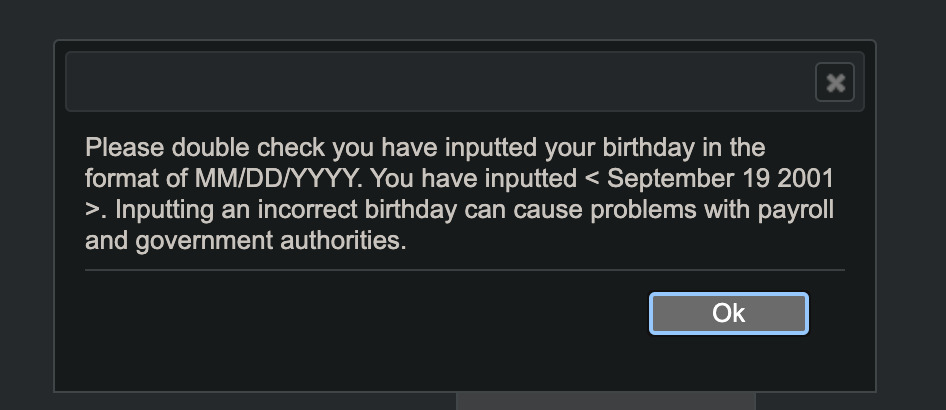 Please double check you have inputted your birthday in the
format of MM/DD/YYYY. You have inputted < September 19 2001
>. Inputting an incorrect birthday can cause problems with payroll
and government authorities.
Ok